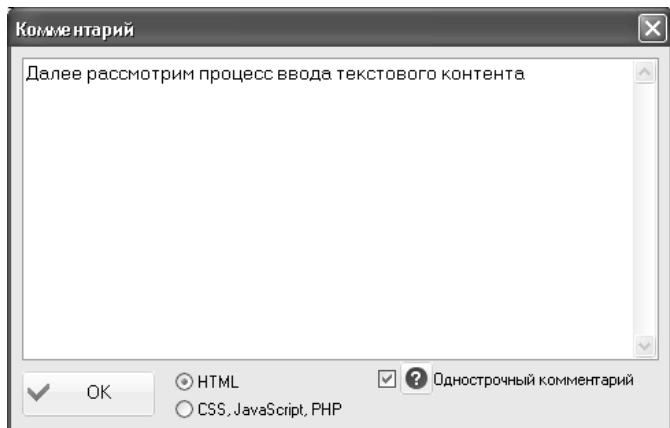 Комментарий
Далее рассмотрим процесс ввода текстового контента
OK
HTML
Однострочный комментарий
CSS, JavaScript, PHP